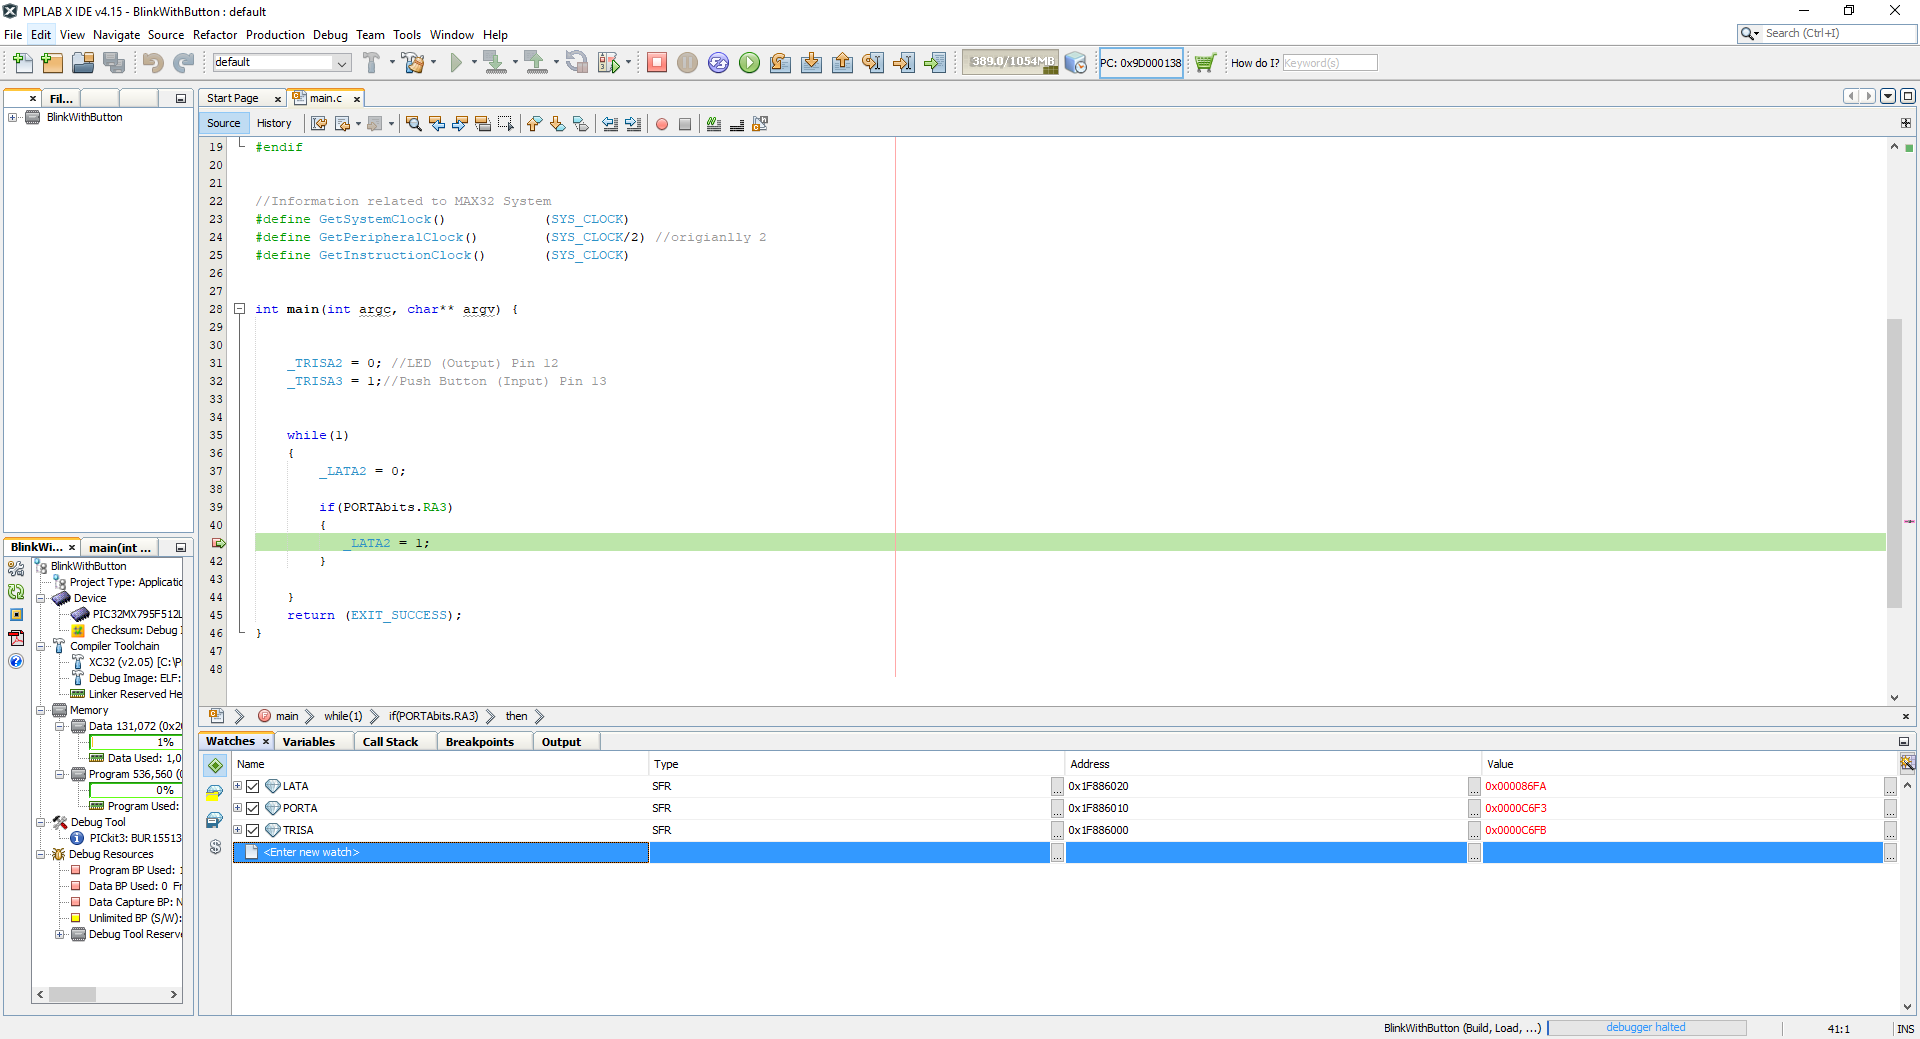 MPLAB X IDE v4.15 - BlinkWithButton : default
File Edit View Navigate Source Refactor Production Debug Team Tools Window Help
Search (Ctrl+I)
default
389.0/1054MB
PC: 0x9D000138
How do I? Keyword(s)
Fil...
BlinkWithButton
Start Page
main.c
Source History
19 #endif
20
21
22 //Information related to MAX32 System
23 #define GetSystemClock() (SYS_CLOCK)
24 #define GetPeripheralClock() (SYS_CLOCK/2) //origianlly 2
25 #define GetInstructionClock() (SYS_CLOCK)
26
27
28 int main(int argc, char** argv) {
29
30
31 _TRISA2 = 0; //LED (Output) Pin 12
32 _TRISA3 = 1;//Push Button (Input) Pin 13
33
34
35 while(1)
36 {
37 _LATA2 = 0;
38
39 if(PORTAbits.RA3)
40 {
_LATA2 = 1;
42 }
43
44 }
45 return (EXIT_SUCCESS);
46 }
47
48
main while(1) if(PORTAbits.RA3) then
BlinkWi...
main(int ...
BlinkWithButton
Project Type: Applicatic
Device
PIC32MX795F512L
Checksum: Debug
Compiler Toolchain
XC32 (v2.05) [C:\P
Debug Image: ELF:
Linker Reserved He
Memory
Data 131,072 (0x20
1%
Data Used: 1,0
Program 536,560 (
0%
Program Used:
Debug Tool
PICkit3: BUR15513
Debug Resources
Program BP Used: 1
Data BP Used: 0 Fr
Data Capture BP: N
Unlimited BP (S/W):
Debug Tool Reserve
Watches Variables Call Stack Breakpoints Output
Name Type Address Value
LATA SFR ... 0x1F886020 ... 0x000086FA ...
PORTA SFR ... 0x1F886010 ... 0x0000C6F3 ...
TRISA SFR ... 0x1F886000 ... 0x0000C6FB ...
<Enter new watch> ... ... ...
BlinkWithButton (Build, Load, ...) debugger halted 41:1 INS